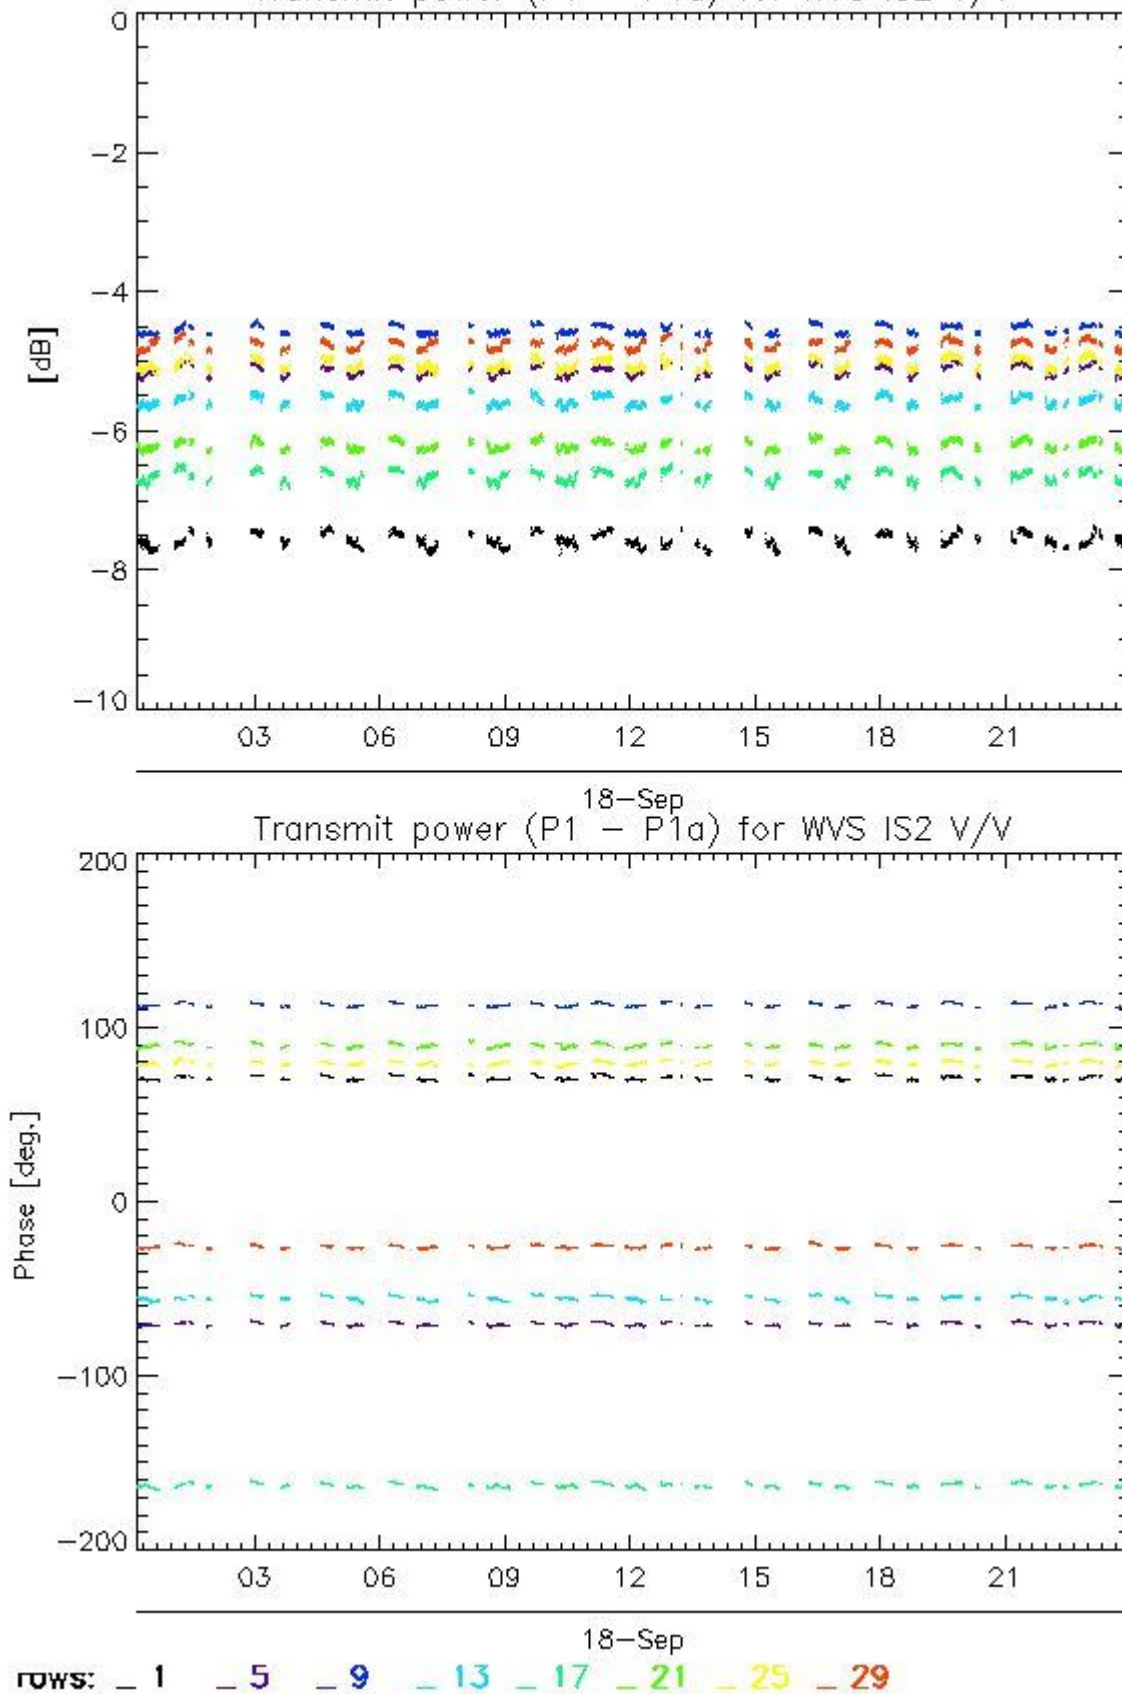 0
-2
-4
[dB]
-6
-8
-10
03 06 09 12 15 18 21
18-Sep
Transmit power (P1 - P1a) for WVS IS2 V/V
200
100
Phase [deg.]
0
-100
-200
03 06 09 12 15 18 21
18-Sep
rows: _ 1 _ 5 _ 9 _ 13 _ 17 _ 21 _ 25 _ 29